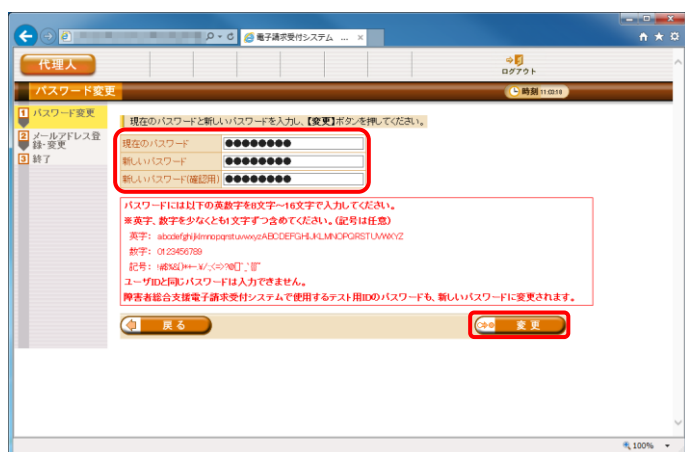 電子請求受付システム ...
代理人
ログアウト
パスワード変更
時刻
1 パスワード変更
2 メールアドレス登
録・変更
3 終了
現在のパスワードと新しいパスワードを入力し、【変更】ボタンを押してください。
現在のパスワード ●●●●●●●●
新しいパスワード ●●●●●●●●
新しいパスワード(確認用) ●●●●●●●●
パスワードには以下の英数字を8文字～16文字で入力してください。
※英字、数字を少なくとも1文字ずつ含めてください。(記号は任意)
英字: abcdefghijklmnopqrstuvwxyzABCDEFGHIJKLMNOPQRSTUVWXYZ
数字: 0123456789
記号:
ユーザIDと同じパスワードは入力できません。
障害者総合支援電子請求受付システムで使用するテスト用IDのパスワードも、新しいパスワードに変更されます。
戻る
変更
100%